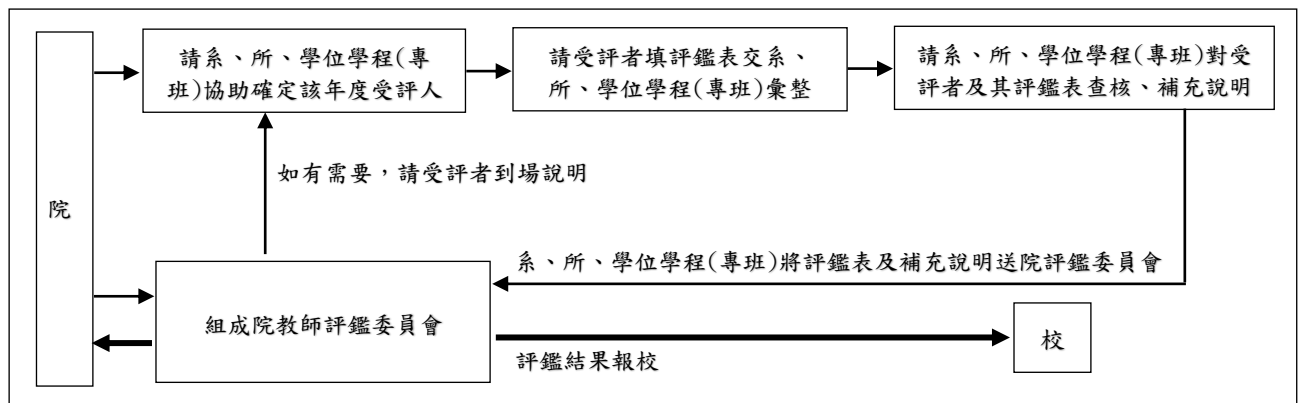 請系、所、學位學程(專
班)協助確定該年度受評人
請受評者填評鑑表交系、
所、學位學程(專班)彙整
請系、所、學位學程(專班)對受
評者及其評鑑表查核、補充說明
如有需要，請受評者到場說明
院
系、所、學位學程(專班)將評鑑表及補充說明送院評鑑委員會
組成院教師評鑑委員會
校
評鑑結果報校